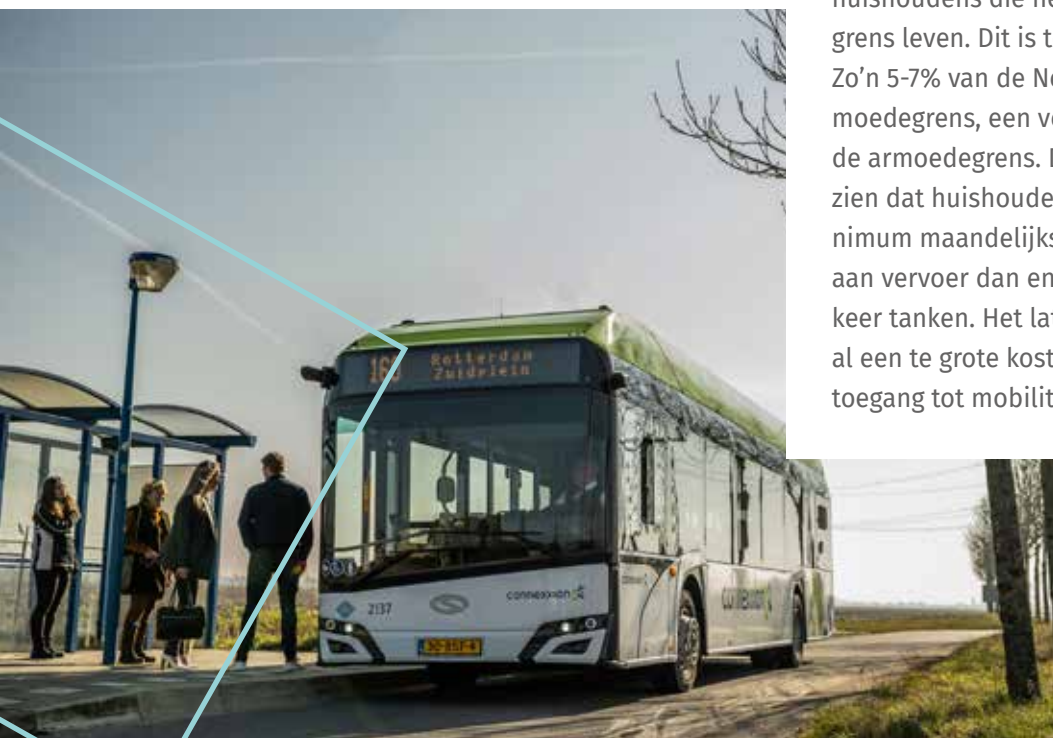 huishoudens die
grens leven. Dit is t
Zo'n 5-7% van de Ne
moedegrens, een ve
de armoedegrens.
zien dat huishoude
nimum maandelijks
aan vervoer dan en
keer tanken. Het la
al een te grote kost
toegang tot mobilit
Rotterdam
Zuidplein
2137
connexxion
connexxion